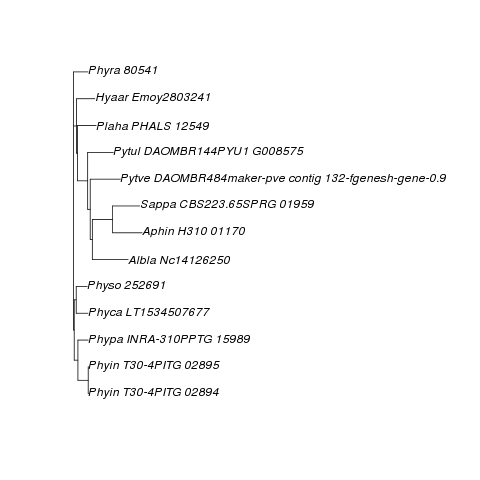 Phyra 80541
Hyaar Emoy2803241
Plaha PHALS 12549
Pytul DAOMBR144PYU1 G008575
Pytve DAOMBR484maker-pve contig 132-fgenesh-gene-0.9
Sappa CBS223.65SPRG 01959
Aphin H310 01170
Albla Nc14126250
Physo 252691
Phyca LT1534507677
Phypa INRA-310PPTG 15989
Phyin T30-4PITG 02895
Phyin T30-4PITG 02894